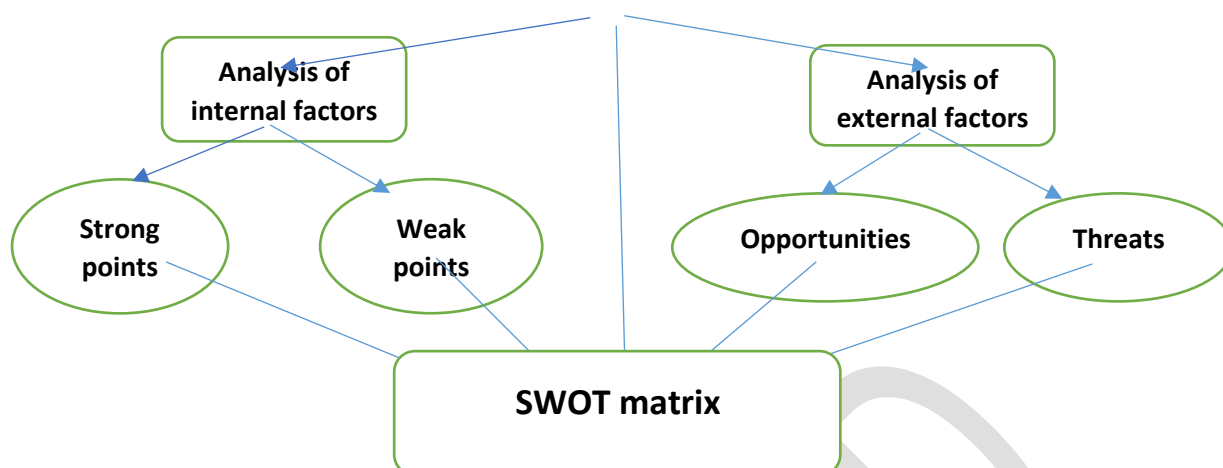 Analysis of
internal factors
Analysis of
external factors
Strong
points
Weak
points
Opportunities
Threats
SWOT matrix